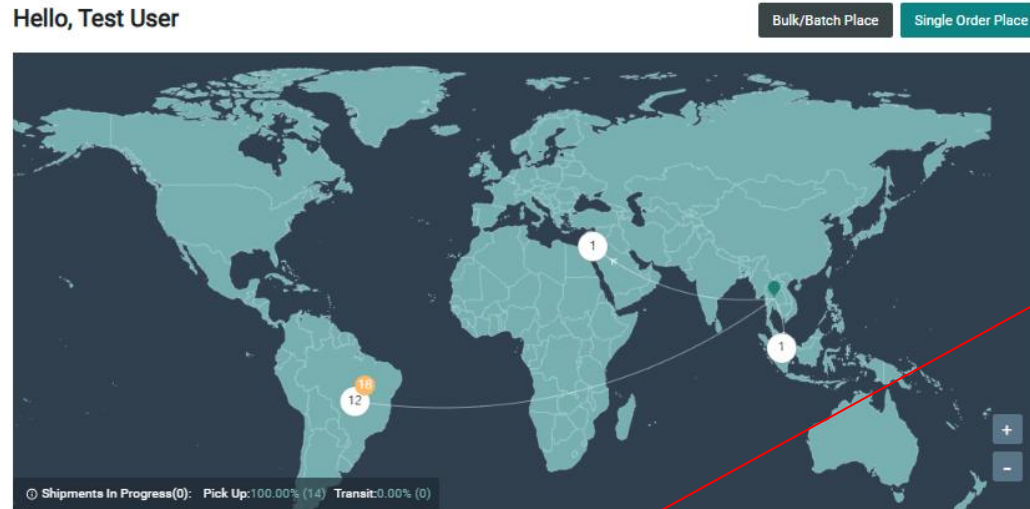 Hello, Test User
Bulk/Batch Place
Single Order Place
1
1
18
12
+
-
Shipments In Progress(0): Pick Up:100.00% (14) Transit:0.00% (0)